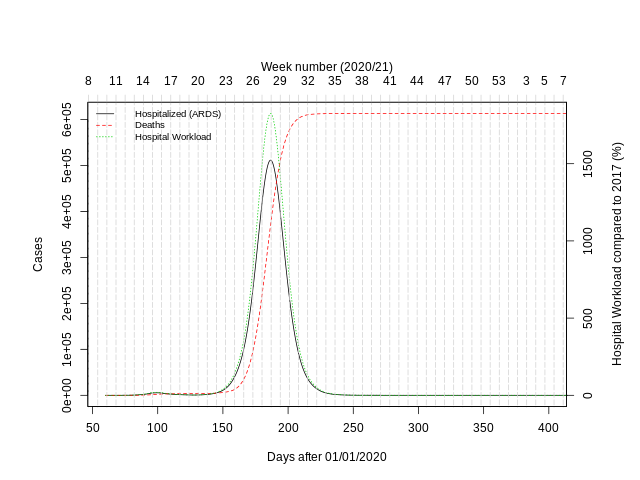 Week number (2020/21)
8 11 14 17 20 23 26 29 32 35 38 41 44 47 50 53 3 5 7
Hospitalized (ARDS)
Deaths
Hospital Workload
Cases
0e+00 1e+05 2e+05 3e+05 4e+05 5e+05 6e+05
Hospital Workload compared to 2017 (%)
0 500 1000 1500
50 100 150 200 250 300 350 400
Days after 01/01/2020